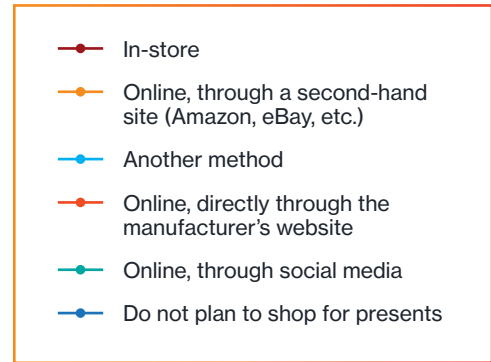 In-store
Online, through a second-hand
site (Amazon, eBay, etc.)
Another method
Online, directly through the
manufacturer’s website
Online, through social media
Do not plan to shop for presents